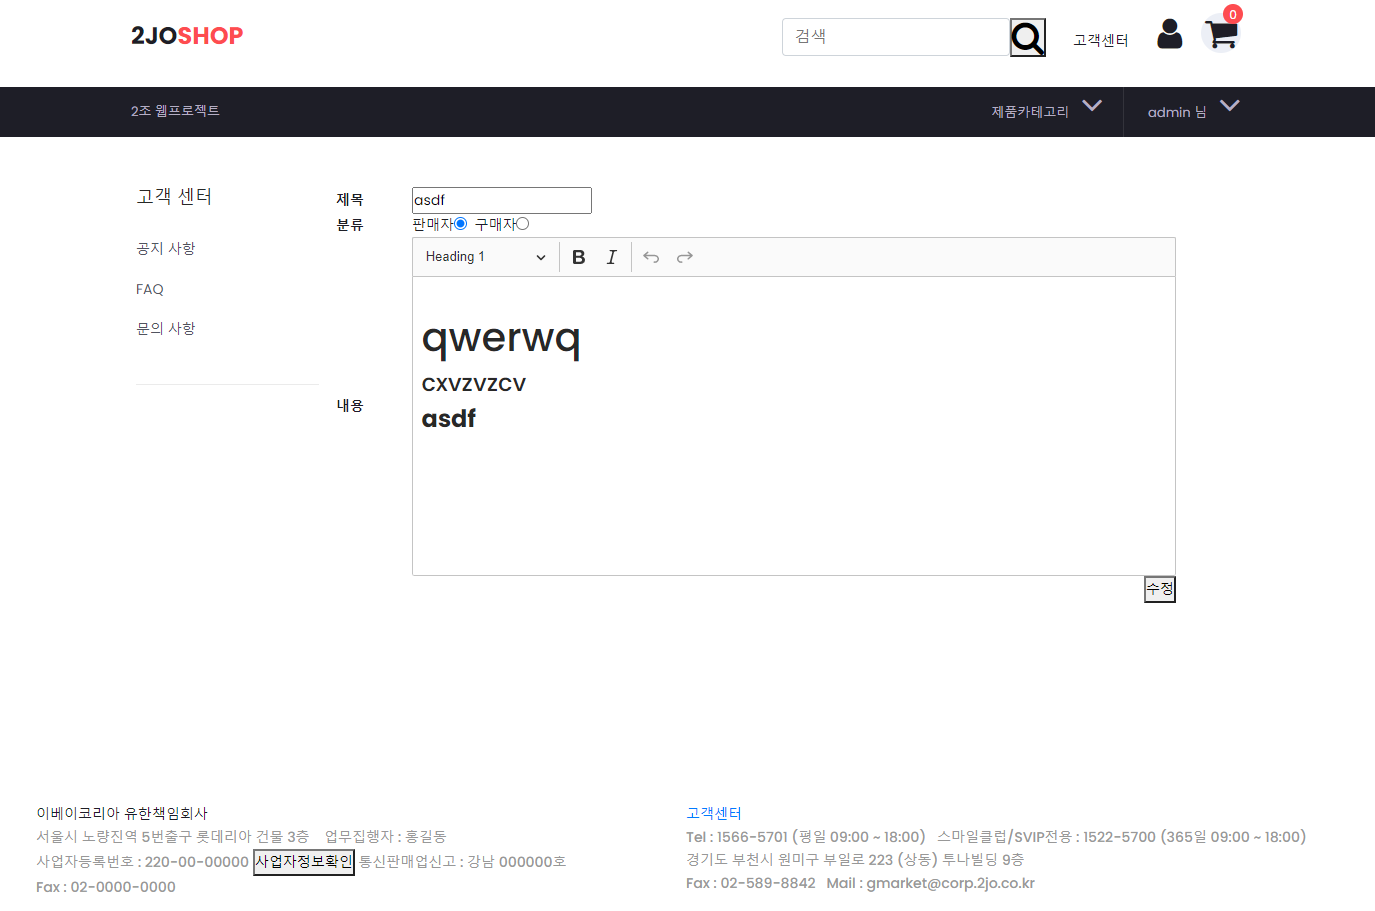 2JOSHOP
검색
고객센터
0
2조 웹프로젝트
제품카테고리
admin 님
고객 센터
공지 사항
FAQ
문의 사항
제목
asdf
분류
판매자 구매자
Heading 1
B I
내용
qwerwq
CXVZVZCV
asdf
수정
이베이코리아 유한책임회사
서울시 노량진역 5번출구 롯데리아 건물 3층 업무집행자 : 홍길동
사업자등록번호 : 220-00-00000 사업자정보확인 통신판매업신고 : 강남 000000호
Fax : 02-0000-0000
고객센터
Tel : 1566-5701 (평일 09:00 ~ 18:00) 스마일클럽/SVIP전용 : 1522-5700 (365일 09:00 ~ 18:00)
경기도 부천시 원미구 부일로 223 (상동) 투나빌딩 9층
Fax : 02-589-8842 Mail : gmarket@corp.2jo.co.kr